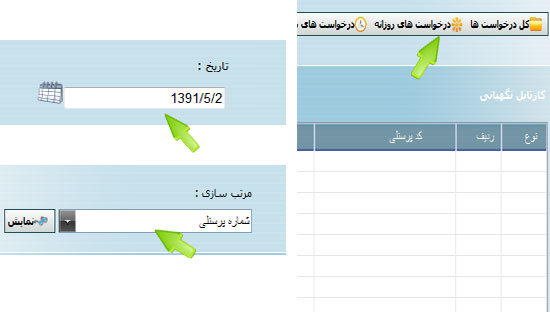 کل درخواست ها درخواست های روزانه درخواست های
کارتابل نگهبانی
نوع ردیف کد پرسنلی
تاریخ :
1391/5/2
مرتب سازی :
شماره پرسنلی نمایش